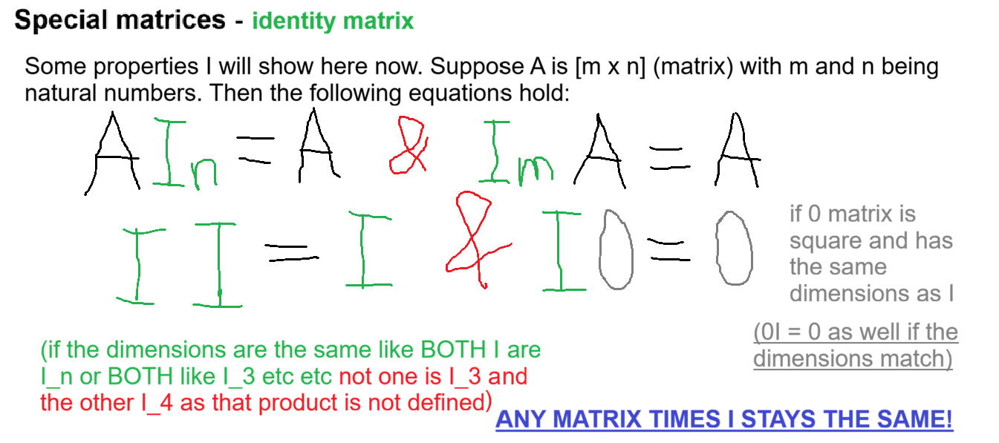 Special matrices - identity matrix
Some properties I will show here now. Suppose A is [m x n] (matrix) with m and n being
natural numbers. Then the following equations hold:
A Iₙ = A & Iₘ A = A
I I = I & I 0 = 0
if 0 matrix is
square and has
the same
dimensions as I
(0I = 0 as well if the
dimensions match)
(if the dimensions are the same like BOTH I are
I_n or BOTH like I_3 etc etc not one is I_3 and
the other I_4 as that product is not defined)
ANY MATRIX TIMES I STAYS THE SAME!